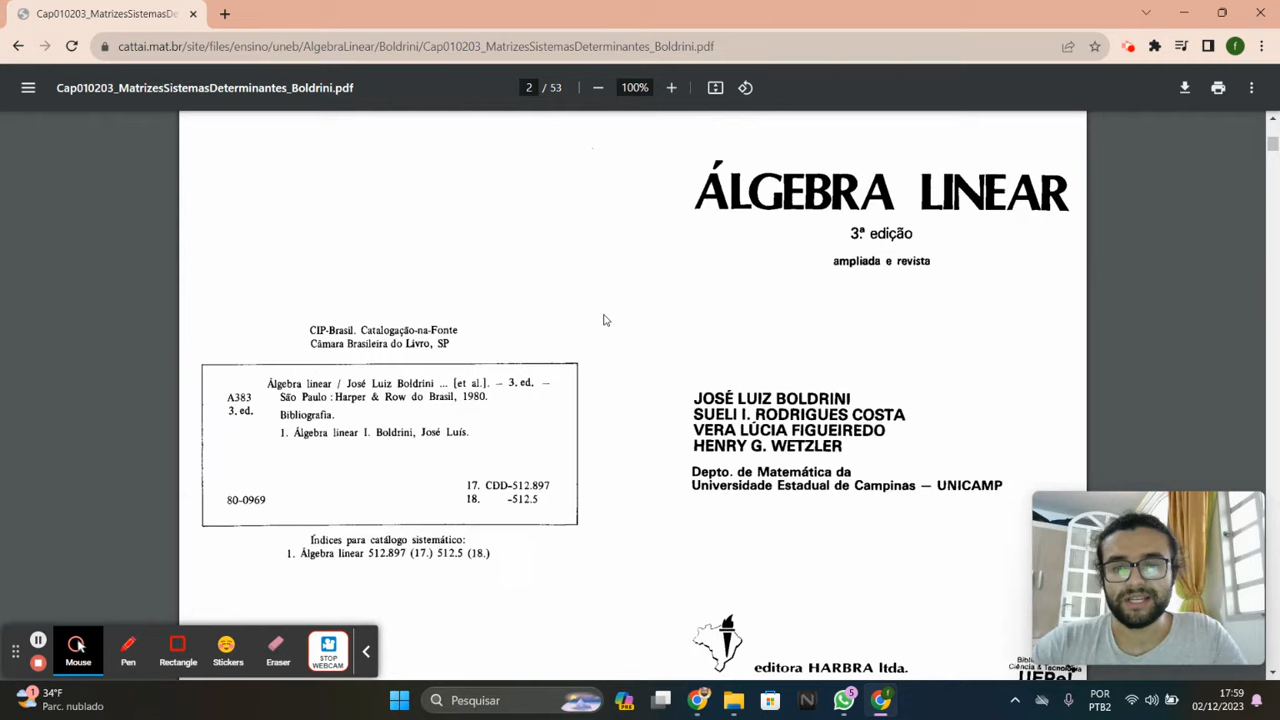 Cap010203_MatrizesSistemasDe
cattai.mat.br/site/files/ensino/uneb/AlgebraLinear/Boldrini/Cap010203_MatrizesSistemasDeterminantes_Boldrini.pdf
f
Cap010203_MatrizesSistemasDeterminantes_Boldrini.pdf
2 / 53
100%
CIP-Brasil. Catalogação-na-Fonte
Câmara Brasileira do Livro, SP
Álgebra linear / José Luiz Boldrini ... [et al.]. — 3. ed. —
A383 São Paulo : Harper & Row do Brasil, 1980.
3. ed. Bibliografia.
1. Álgebra linear I. Boldrini, José Luís.
17. CDD-512.897
80-0969 18. -512.5
Índices para catálogo sistemático:
1. Álgebra linear 512.897 (17.) 512.5 (18.)
ÁLGEBRA LINEAR
3.ª edição
ampliada e revista
JOSÉ LUIZ BOLDRINI
SUELI I. RODRIGUES COSTA
VERA LÚCIA FIGUEIREDO
HENRY G. WETZLER
Depto. de Matemática da
Universidade Estadual de Campinas — UNICAMP
editora HARBRA ltda.
Mouse
Pen
Rectangle
Stickers
Eraser
STOP
WEBCAM
34°F
Parc. nublado
Pesquisar
5
f
POR
PTB2
17:59
02/12/2023